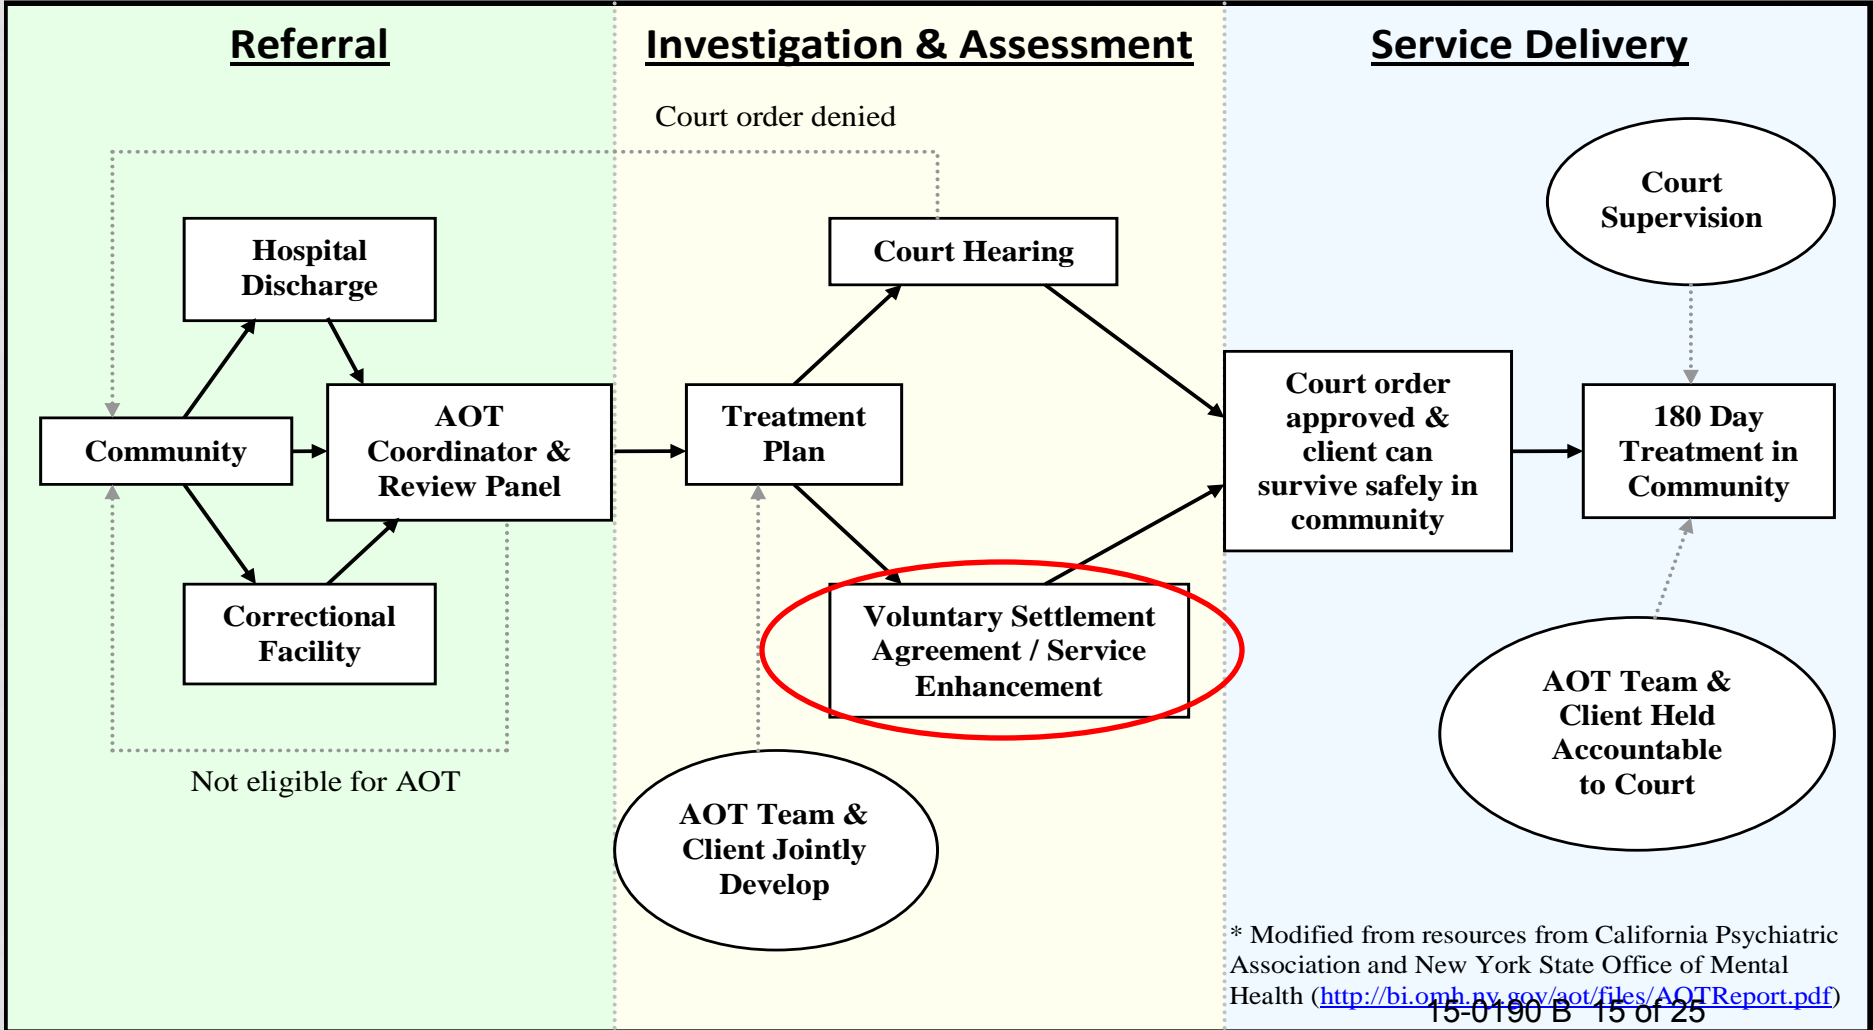 Referral
Investigation & Assessment
Service Delivery
Court order denied
Court
Supervision
Hospital
Discharge
Court Hearing
Community
AOT
Coordinator &
Review Panel
Treatment
Plan
Court order
approved &
client can
survive safely in
community
180 Day
Treatment in
Community
Correctional
Facility
Voluntary Settlement
Agreement / Service
Enhancement
Not eligible for AOT
AOT Team &
Client Jointly
Develop
AOT Team &
Client Held
Accountable
to Court
* Modified from resources from California Psychiatric
Association and New York State Office of Mental
Health (http://bi.omh.ny.gov/aot/files/AOTReport.pdf)
15-0190 B 15 of 25